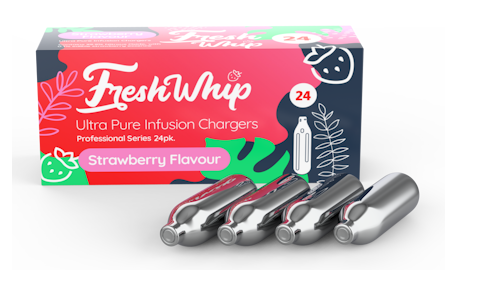 Fresh
Whip
24
FreshWhip
24
Ultra Pure Infusion Chargers
Professional Series 24pk.
Strawberry Flavour